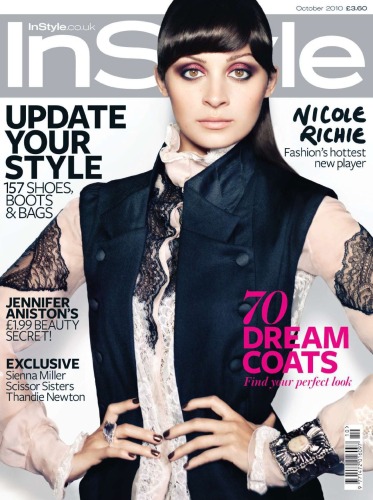 October 2010 £3.60
InStyle.co.uk
InStyle
UPDATE
YOUR
STYLE
157 SHOES,
BOOTS
& BAGS
NICOLE
RICHIE
Fashion's hottest
new player
JENNIFER
ANISTON'S
£1.99 BEAUTY
SECRET!
EXCLUSIVE
Sienna Miller
Scissor Sisters
Thandie Newton
70
DREAM
COATS
Find your perfect look